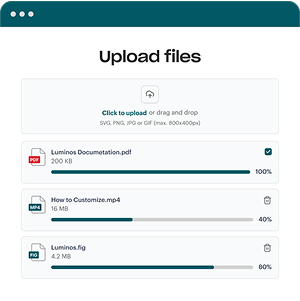 Upload files
Click to upload or drag and drop
SVG, PNG, JPG or GIF (max. 800x400px)
Luminos Documetation.pdf
PDF
200 KB
100%
How to Customize.mp4
MP4
16 MB
40%
Luminos.fig
FIG
4.2 MB
80%